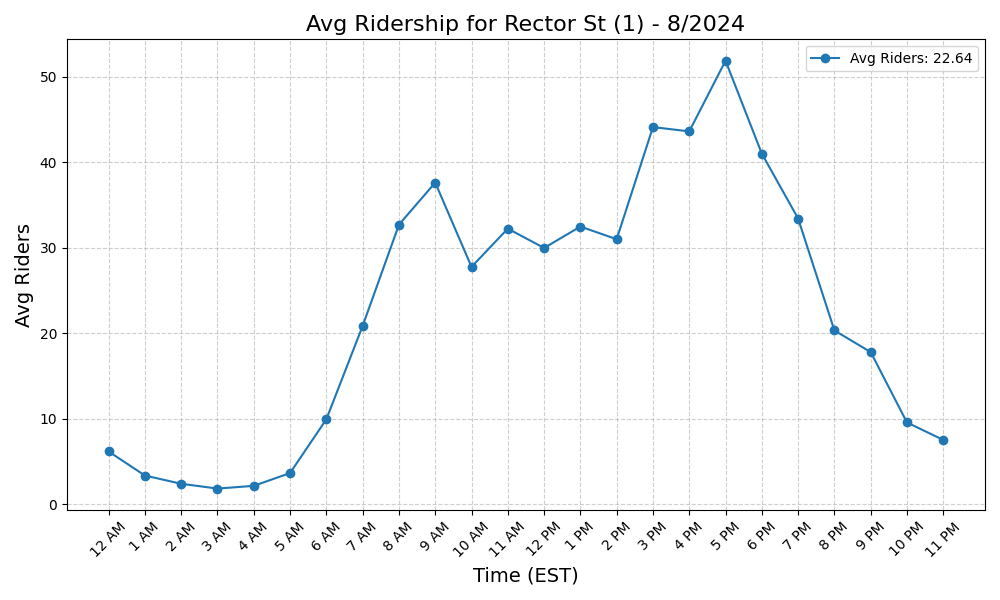 Avg Ridership for Rector St (1) - 8/2024
Avg Riders: 22.64
Avg Riders
50
40
30
20
10
0
12 AM
1 AM
2 AM
3 AM
4 AM
5 AM
6 AM
7 AM
8 AM
9 AM
10 AM
11 AM
12 PM
1 PM
2 PM
3 PM
4 PM
5 PM
6 PM
7 PM
8 PM
9 PM
10 PM
11 PM
Time (EST)